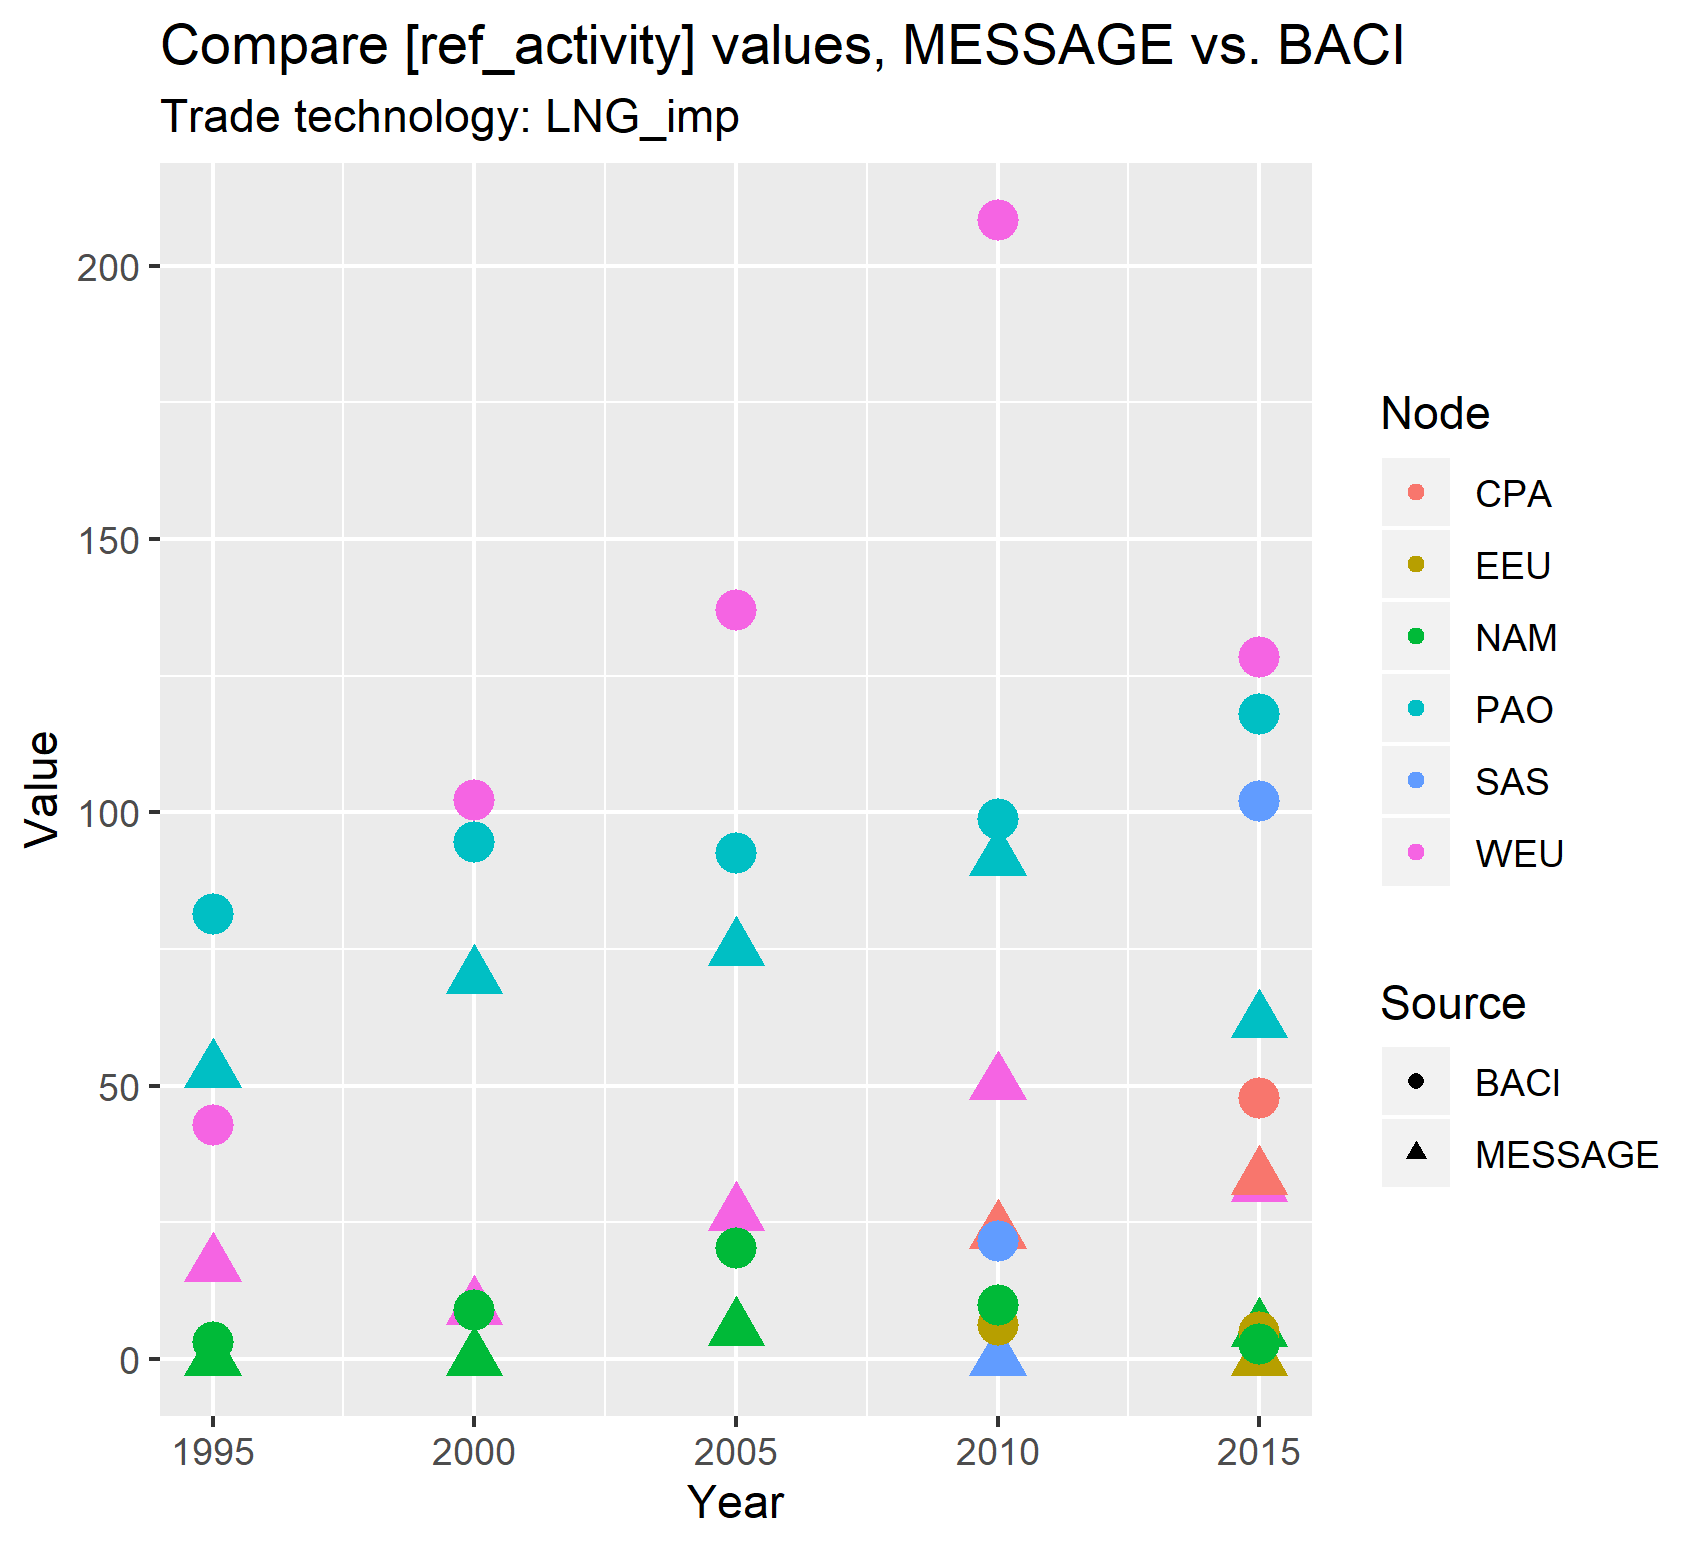 Compare [ref_activity] values, MESSAGE vs. BACI
Trade technology: LNG_imp
Value
200
150
100
50
0
1995 2000 2005 2010 2015
Year
Node
CPA
EEU
NAM
PAO
SAS
WEU
Source
BACI
MESSAGE